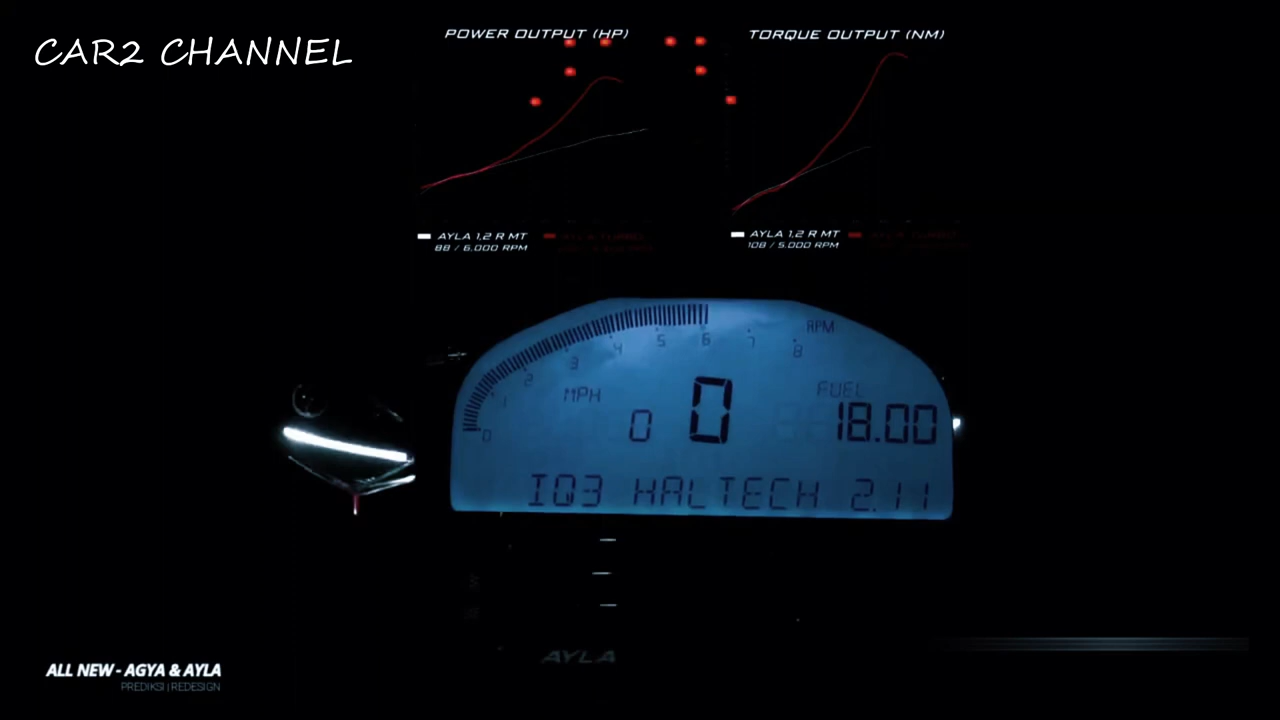 CAR2 CHANNEL
POWER OUTPUT (HP)
TORQUE OUTPUT (NM)
AYLA 1,2 R MT
88 / 6,000 RPM
AYLA 1,2 R MT
108 / 5,000 RPM
RPM
0 1 2 3 4 5 6 7 8
MPH
FUEL
0 0 18.00
IQ3 HALTECH 2.11
AYLA
ALL NEW - AGYA & AYLA
PREDIKSI | REDESIGN